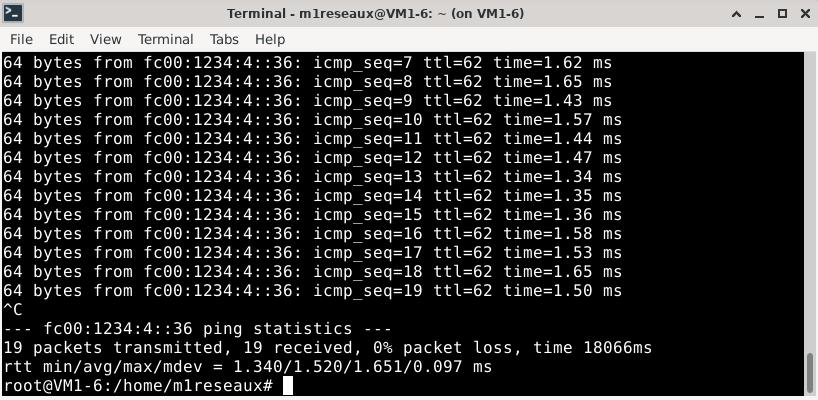 Terminal - m1reseaux@VM1-6: ~ (on VM1-6)
File Edit View Terminal Tabs Help
64 bytes from fc00:1234:4::36: icmp_seq=7 ttl=62 time=1.62 ms
64 bytes from fc00:1234:4::36: icmp_seq=8 ttl=62 time=1.65 ms
64 bytes from fc00:1234:4::36: icmp_seq=9 ttl=62 time=1.43 ms
64 bytes from fc00:1234:4::36: icmp_seq=10 ttl=62 time=1.57 ms
64 bytes from fc00:1234:4::36: icmp_seq=11 ttl=62 time=1.44 ms
64 bytes from fc00:1234:4::36: icmp_seq=12 ttl=62 time=1.47 ms
64 bytes from fc00:1234:4::36: icmp_seq=13 ttl=62 time=1.34 ms
64 bytes from fc00:1234:4::36: icmp_seq=14 ttl=62 time=1.35 ms
64 bytes from fc00:1234:4::36: icmp_seq=15 ttl=62 time=1.36 ms
64 bytes from fc00:1234:4::36: icmp_seq=16 ttl=62 time=1.58 ms
64 bytes from fc00:1234:4::36: icmp_seq=17 ttl=62 time=1.53 ms
64 bytes from fc00:1234:4::36: icmp_seq=18 ttl=62 time=1.65 ms
64 bytes from fc00:1234:4::36: icmp_seq=19 ttl=62 time=1.50 ms
^C
--- fc00:1234:4::36 ping statistics ---
19 packets transmitted, 19 received, 0% packet loss, time 18066ms
rtt min/avg/max/mdev = 1.340/1.520/1.651/0.097 ms
root@VM1-6:/home/m1reseaux#